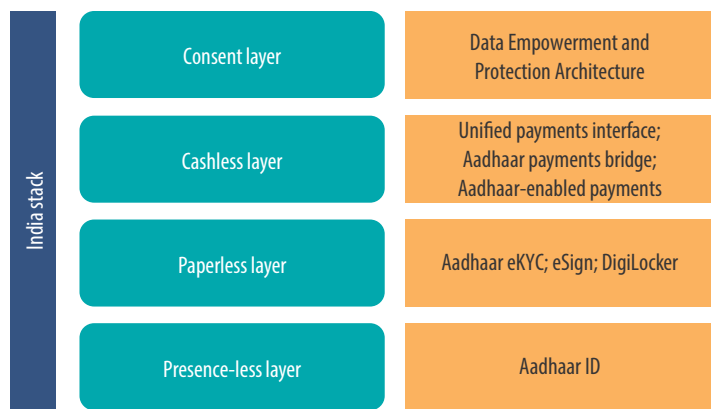 India stack
Consent layer
Data Empowerment and
Protection Architecture
Cashless layer
Unified payments interface;
Aadhaar payments bridge;
Aadhaar-enabled payments
Paperless layer
Aadhaar eKYC; eSign; DigiLocker
Presence-less layer
Aadhaar ID